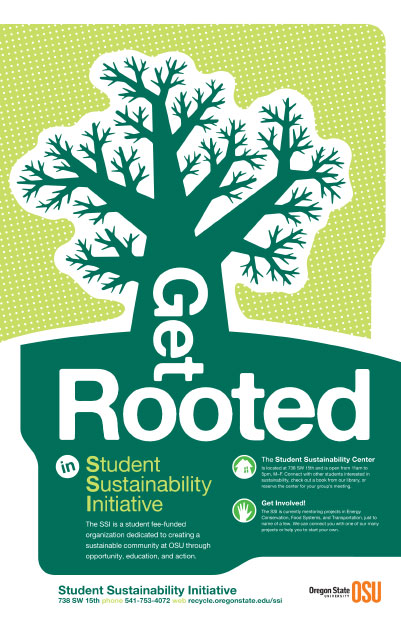 Get
Rooted
in Student
Sustainability
Initiative
The SSI is a student fee-funded
organization dedicated to creating a
sustainable community at OSU through
opportunity, education, and action.
The Student Sustainability Center
is located at 738 SW 15th and is open from 11am to
5pm, M-F. Connect with other students interested in
sustainability, check out a book from our library, or
reserve the center for your group's meeting.
Get Involved!
The SSI is currently mentoring projects in Energy
Conservation, Food Systems, and Transportation, just to
name of a few. We can connect you with one of our many
projects or help you to start your own.
Student Sustainability Initiative
738 SW 15th phone 541-753-4072 web recycle.oregonstate.edu/ssi
Oregon State
UNIVERSITY
OSU